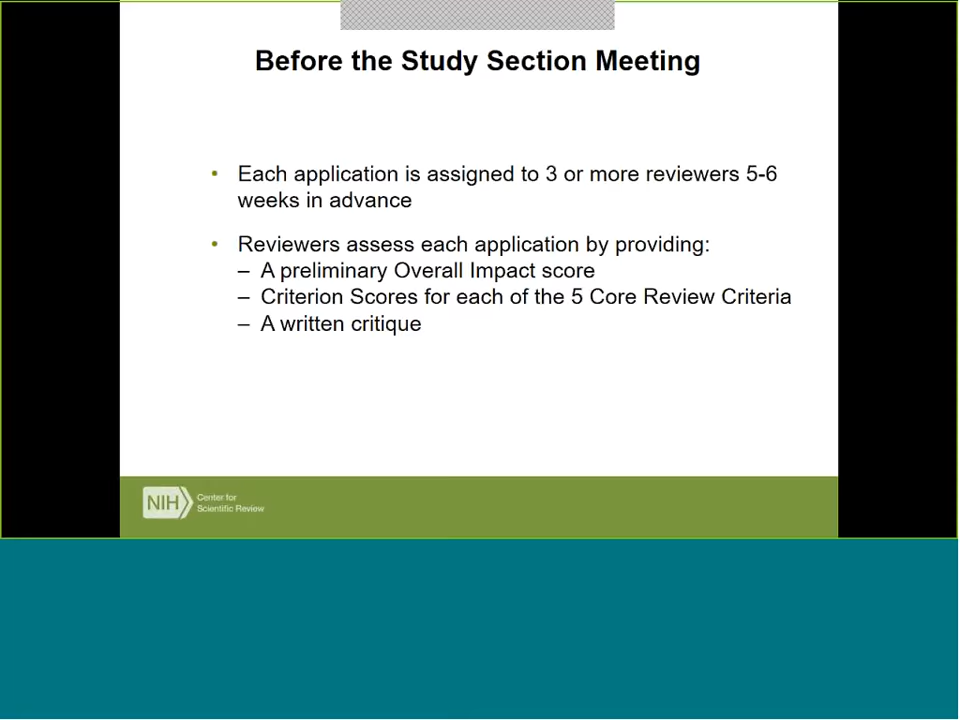 Before the Study Section Meeting
• Each application is assigned to 3 or more reviewers 5-6
weeks in advance
• Reviewers assess each application by providing:
– A preliminary Overall Impact score
– Criterion Scores for each of the 5 Core Review Criteria
– A written critique
NIH
Center for
Scientific Review